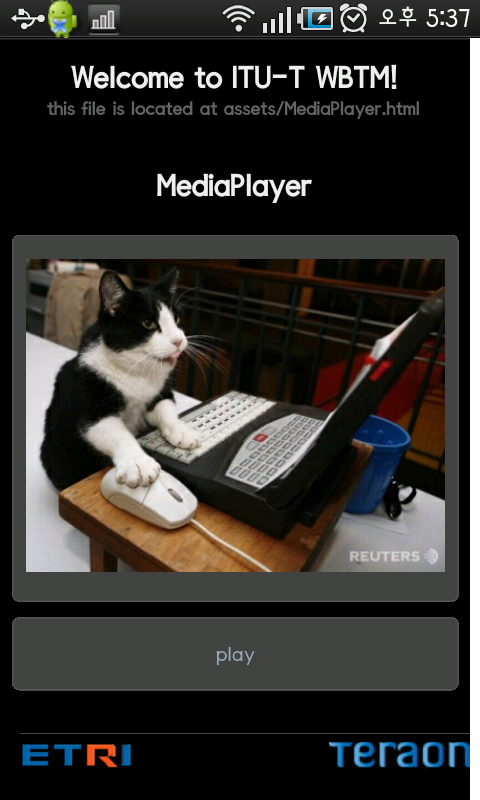 오후 5:37
Welcome to ITU-T WBTM!
this file is located at assets/MediaPlayer.html
MediaPlayer
REUTERS
play
ETRI Teraon